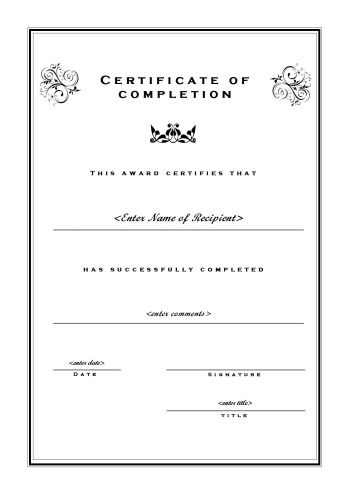 CERTIFICATE OF
COMPLETION
THIS AWARD CERTIFIES THAT
<Enter Name of Recipient>
HAS SUCCESSFULLY COMPLETED
<enter comments >
<enter date>
DATE
SIGNATURE
<enter title>
TITLE